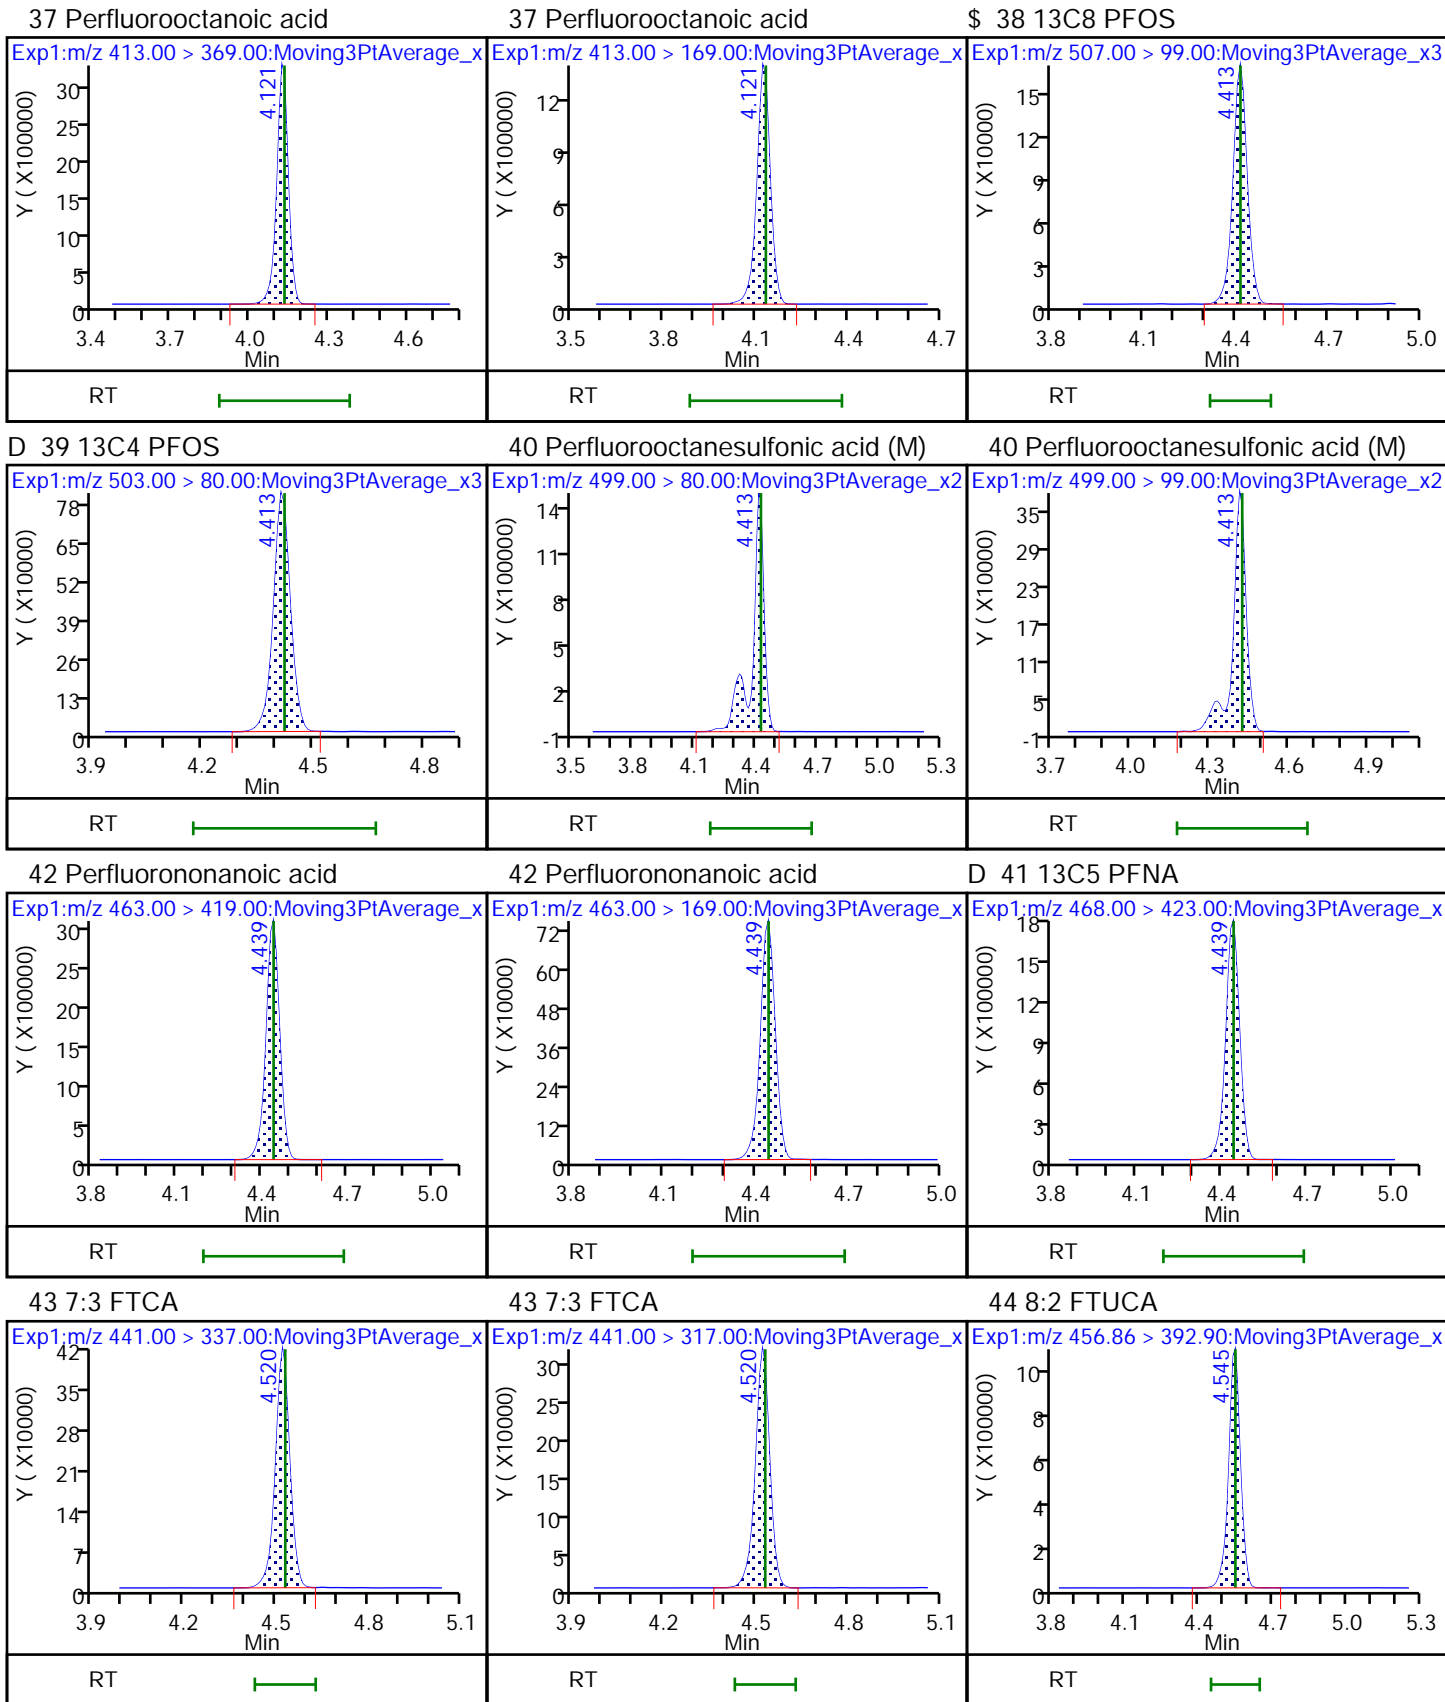 37 Perfluorooctanoic acid
Exp1:m/z 413.00 > 369.00:Moving3PtAverage_x
Y ( X100000)
30
25
20
15
10
5
0
4.121
3.4 3.7 4.0 4.3 4.6
Min
RT
37 Perfluorooctanoic acid
Exp1:m/z 413.00 > 169.00:Moving3PtAverage_x
Y ( X100000)
12
9
6
3
0
4.121
3.5 3.8 4.1 4.4 4.7
Min
RT
$ 38 13C8 PFOS
Exp1:m/z 507.00 > 99.00:Moving3PtAverage_x3
Y ( X100000)
15
12
9
6
3
0
4.413
3.8 4.1 4.4 4.7 5.0
Min
RT
D 39 13C4 PFOS
Exp1:m/z 503.00 > 80.00:Moving3PtAverage_x3
Y ( X10000)
78
65
52
39
26
13
0
4.413
3.9 4.2 4.5 4.8
Min
RT
40 Perfluorooctanesulfonic acid (M)
Exp1:m/z 499.00 > 80.00:Moving3PtAverage_x2
Y ( X100000)
14
11
8
5
2
-1
4.413
3.5 3.8 4.1 4.4 4.7 5.0 5.3
Min
RT
40 Perfluorooctanesulfonic acid (M)
Exp1:m/z 499.00 > 99.00:Moving3PtAverage_x2
Y ( X10000)
35
29
23
17
11
5
-1
4.413
3.7 4.0 4.3 4.6 4.9
Min
RT
42 Perfluorononanoic acid
Exp1:m/z 463.00 > 419.00:Moving3PtAverage_x
Y ( X100000)
30
25
20
15
10
5
0
4.439
3.8 4.1 4.4 4.7 5.0
Min
RT
42 Perfluorononanoic acid
Exp1:m/z 463.00 > 169.00:Moving3PtAverage_x
Y ( X10000)
72
60
48
36
24
12
0
4.439
3.8 4.1 4.4 4.7 5.0
Min
RT
D 41 13C5 PFNA
Exp1:m/z 468.00 > 423.00:Moving3PtAverage_x
Y ( X100000)
18
15
12
9
6
3
0
4.439
3.8 4.1 4.4 4.7 5.0
Min
RT
43 7:3 FTCA
Exp1:m/z 441.00 > 337.00:Moving3PtAverage_x
Y ( X10000)
42
35
28
21
14
7
0
4.520
3.9 4.2 4.5 4.8 5.1
Min
RT
43 7:3 FTCA
Exp1:m/z 441.00 > 317.00:Moving3PtAverage_x
Y ( X10000)
30
25
20
15
10
5
0
4.520
3.9 4.2 4.5 4.8 5.1
Min
RT
44 8:2 FTUCA
Exp1:m/z 456.86 > 392.90:Moving3PtAverage_x
Y ( X100000)
10
8
6
4
2
0
4.545
3.8 4.1 4.4 4.7 5.0 5.3
Min
RT